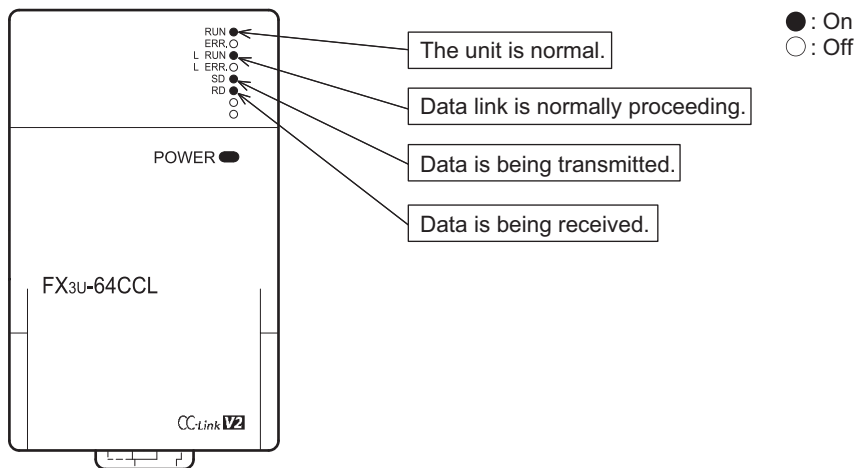 RUN
ERR.
L RUN
L ERR.
SD
RD
POWER
FX3U-64CCL
CC-Link V2
The unit is normal.
Data link is normally proceeding.
Data is being transmitted.
Data is being received.
: On
: Off